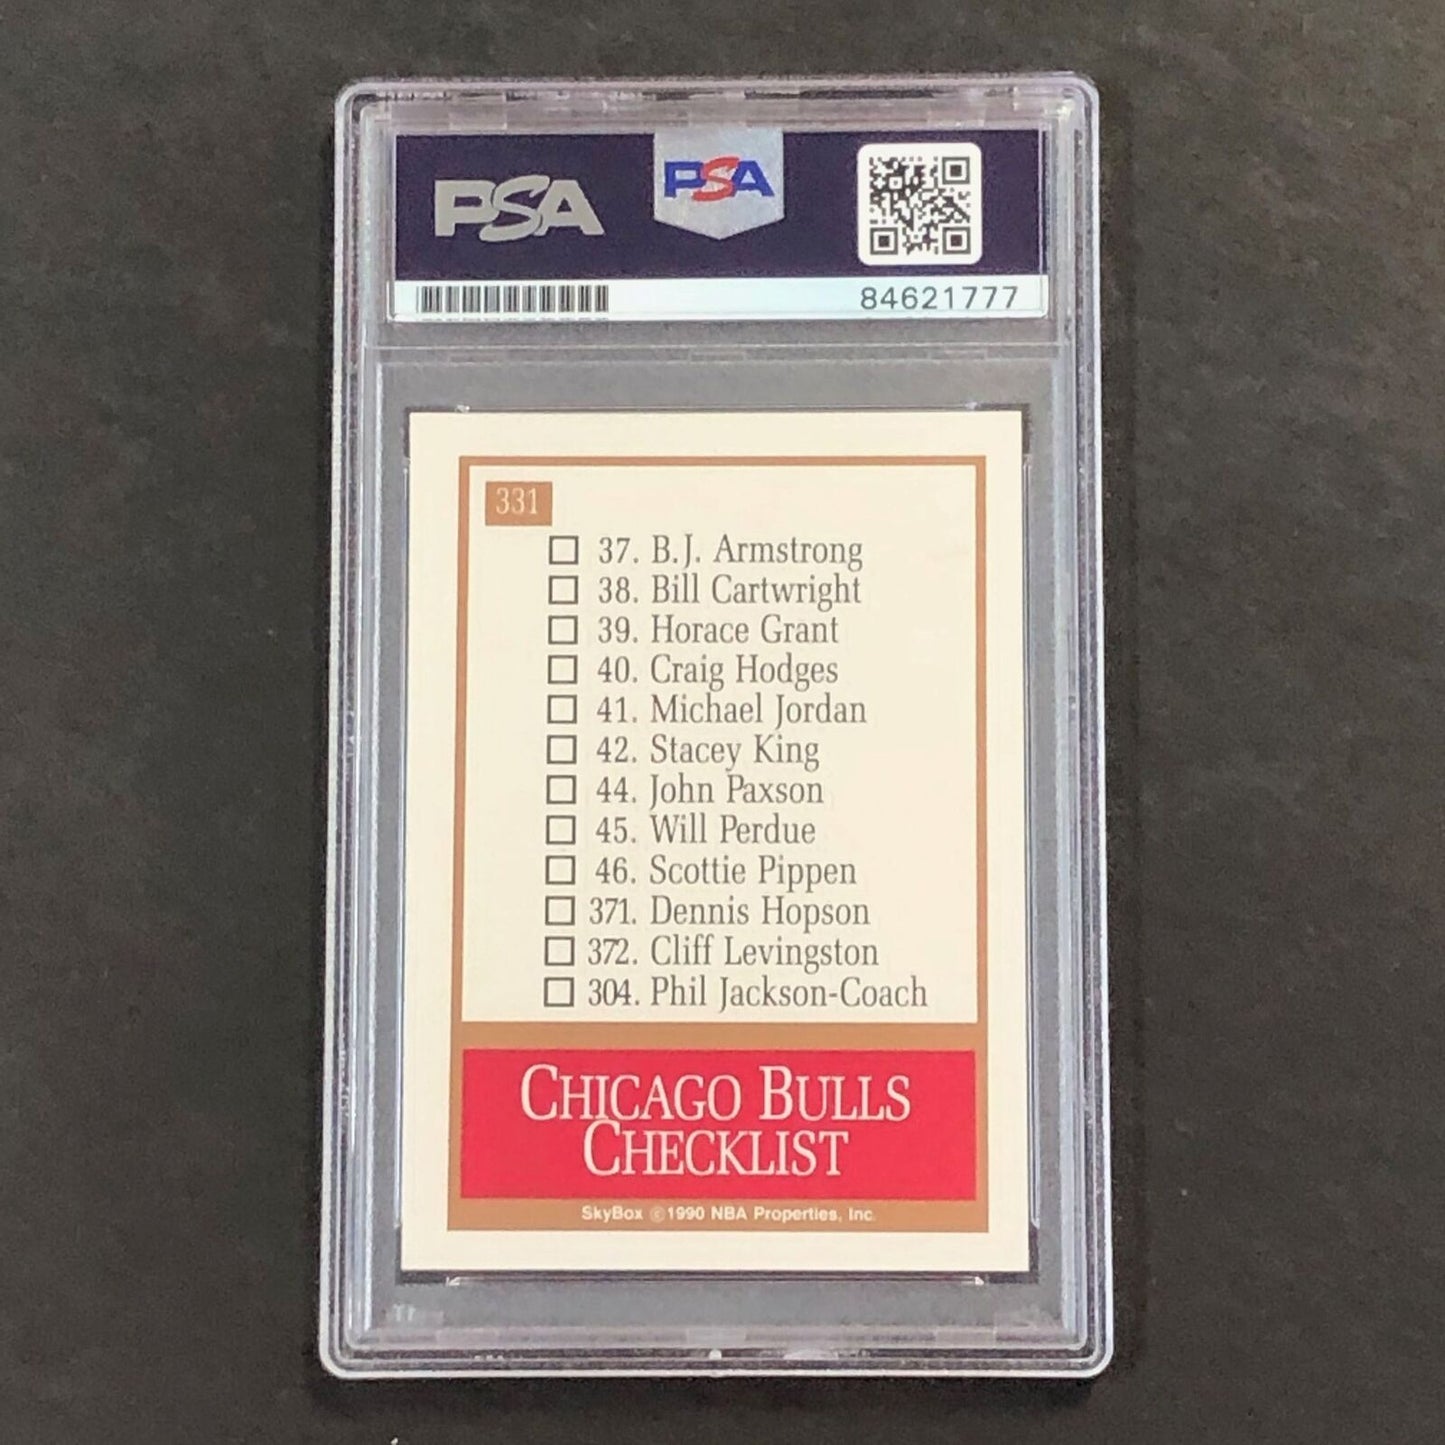 PSA
PSA
84621777
331
37. B.J. Armstrong
38. Bill Cartwright
39. Horace Grant
40. Craig Hodges
41. Michael Jordan
42. Stacey King
44. John Paxson
45. Will Perdue
46. Scottie Pippen
371. Dennis Hopson
372. Cliff Levingston
304. Phil Jackson-Coach
CHICAGO BULLS
CHECKLIST
SkyBox ©1990 NBA Properties, Inc.